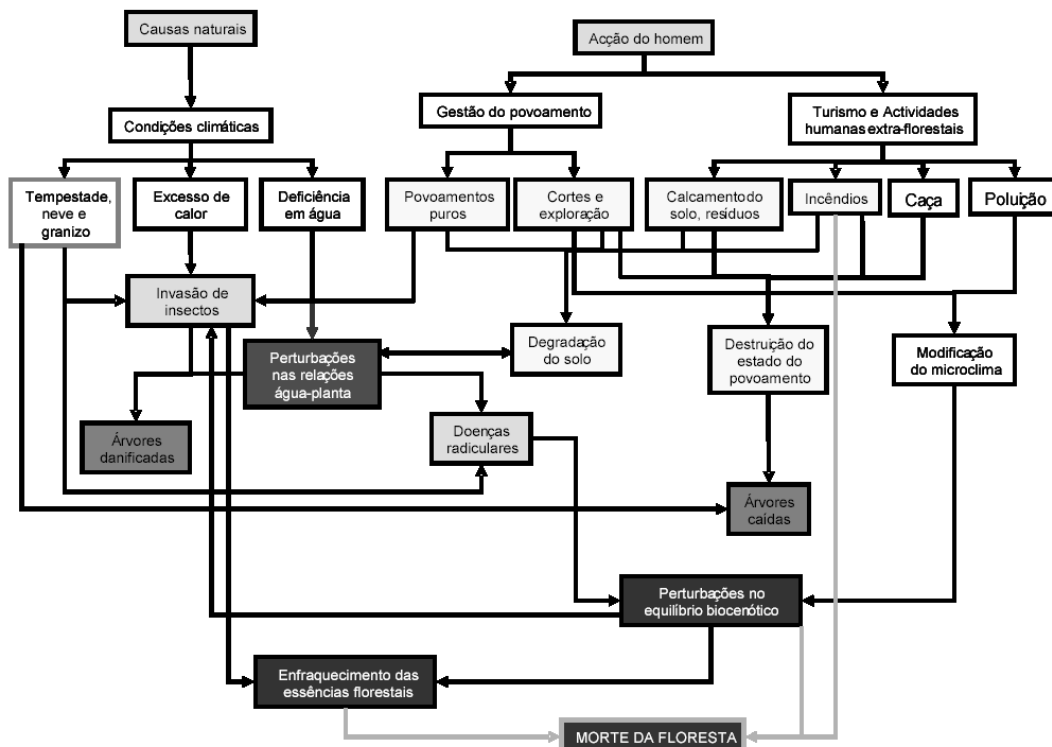 Causas naturais
Acção do homem
Condições climáticas
Gestão do povoamento
Turismo e Actividades
humanas extra-florestais
Tempestade,
neve e
granizo
Excesso de
calor
Deficiência
em água
Povoamentos
puros
Cortes e
exploração
Calcamento do
solo, resíduos
Incêndios
Caça
Poluição
Invasão de
insectos
Perturbações
nas relações
água-planta
Degradação
do solo
Destruição do
estado do
povoamento
Modificação
do microclima
Árvores
danificadas
Doenças
radiculares
Árvores
caídas
Perturbações no
equilíbrio biocenótico
Enfraquecimento das
essências florestais
MORTE DA FLORESTA